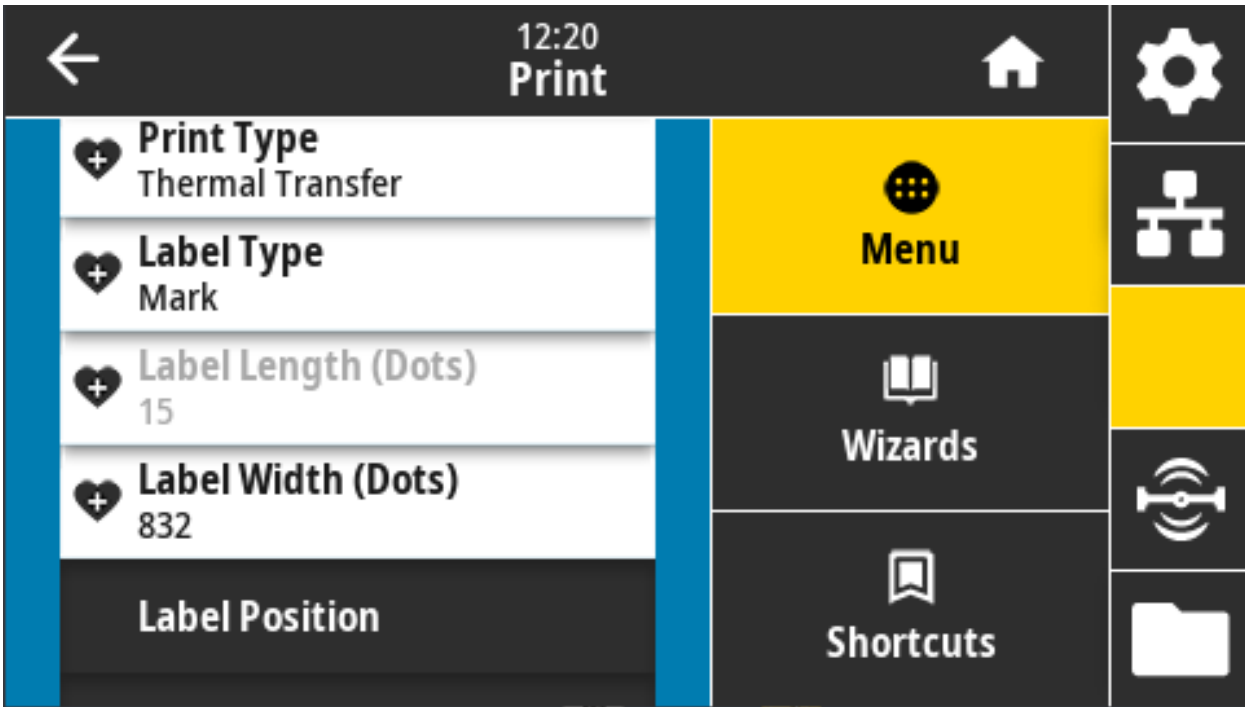 12:20
Print
Print Type
Thermal Transfer
Label Type
Mark
Label Length (Dots)
15
Label Width (Dots)
832
Label Position
Menu
Wizards
Shortcuts